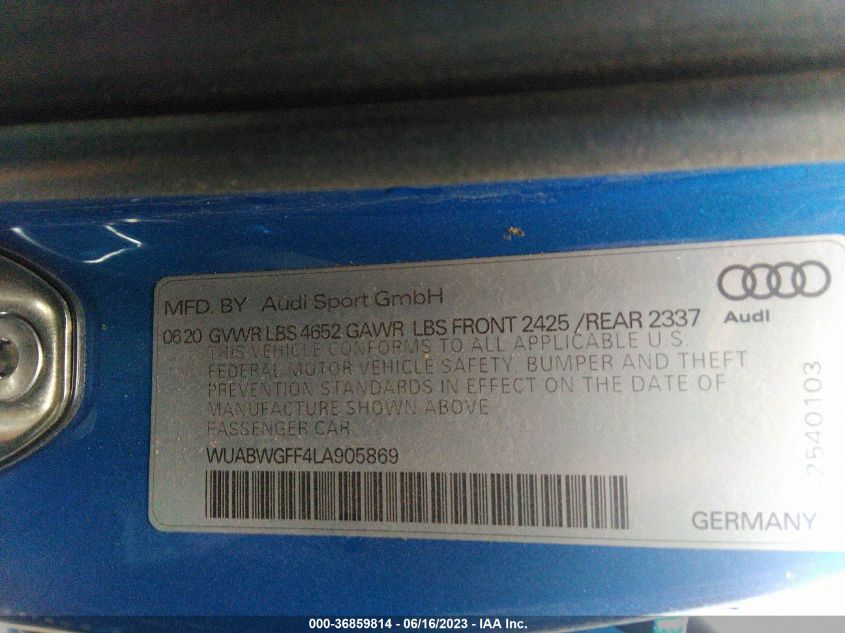 MFD. BY Audi Sport GmbH
Audi
0620 GVWR LBS 4652 GAWR LBS FRONT 2425 /REAR 2337
THIS VEHICLE CONFORMS TO ALL APPLICABLE U.S.
FEDERAL MOTOR VEHICLE SAFETY, BUMPER AND THEFT
PREVENTION STANDARDS IN EFFECT ON THE DATE OF
MANUFACTURE SHOWN ABOVE
PASSENGER CAR
WUABWGFF4LA905869
2540103
GERMANY
000-36859814 - 06/16/2023 - IAA Inc.